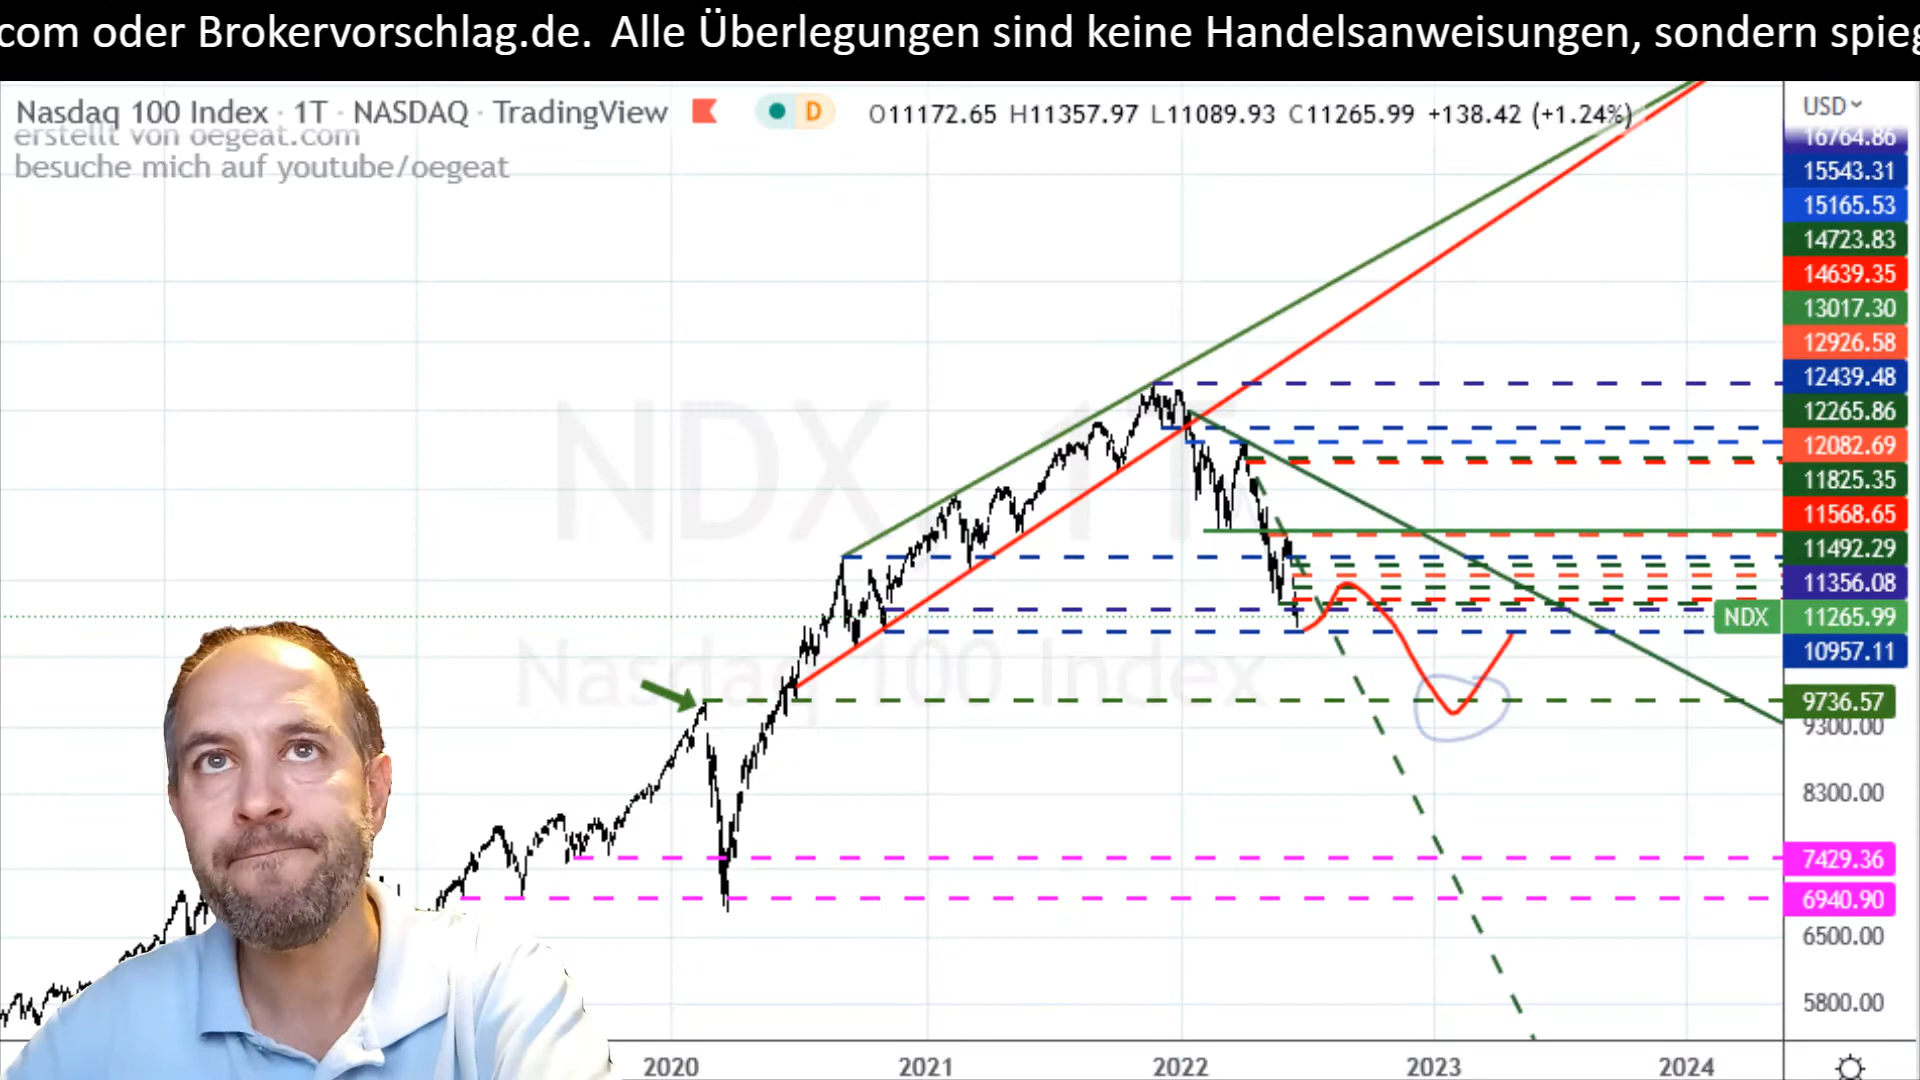 com oder Brokervorschlag.de. Alle Überlegungen sind keine Handelsanweisungen, sondern spieg
Nasdaq 100 Index · 1T · NASDAQ · TradingView D O11172.65 H11357.97 L11089.93 C11265.99 +138.42 (+1.24%)
erstellt von oegeat.com
besuche mich auf youtube/oegeat
USD
16764.86
15543.31
15165.53
14723.83
14639.35
13017.30
12926.58
12439.48
12265.86
12082.69
11825.35
11568.65
11492.29
11356.08
NDX 11265.99
10957.11
9736.57
9300.00
8300.00
7429.36
6940.90
6500.00
5800.00
NDX, 1T
Nasdaq 100 Index
2020 2021 2022 2023 2024